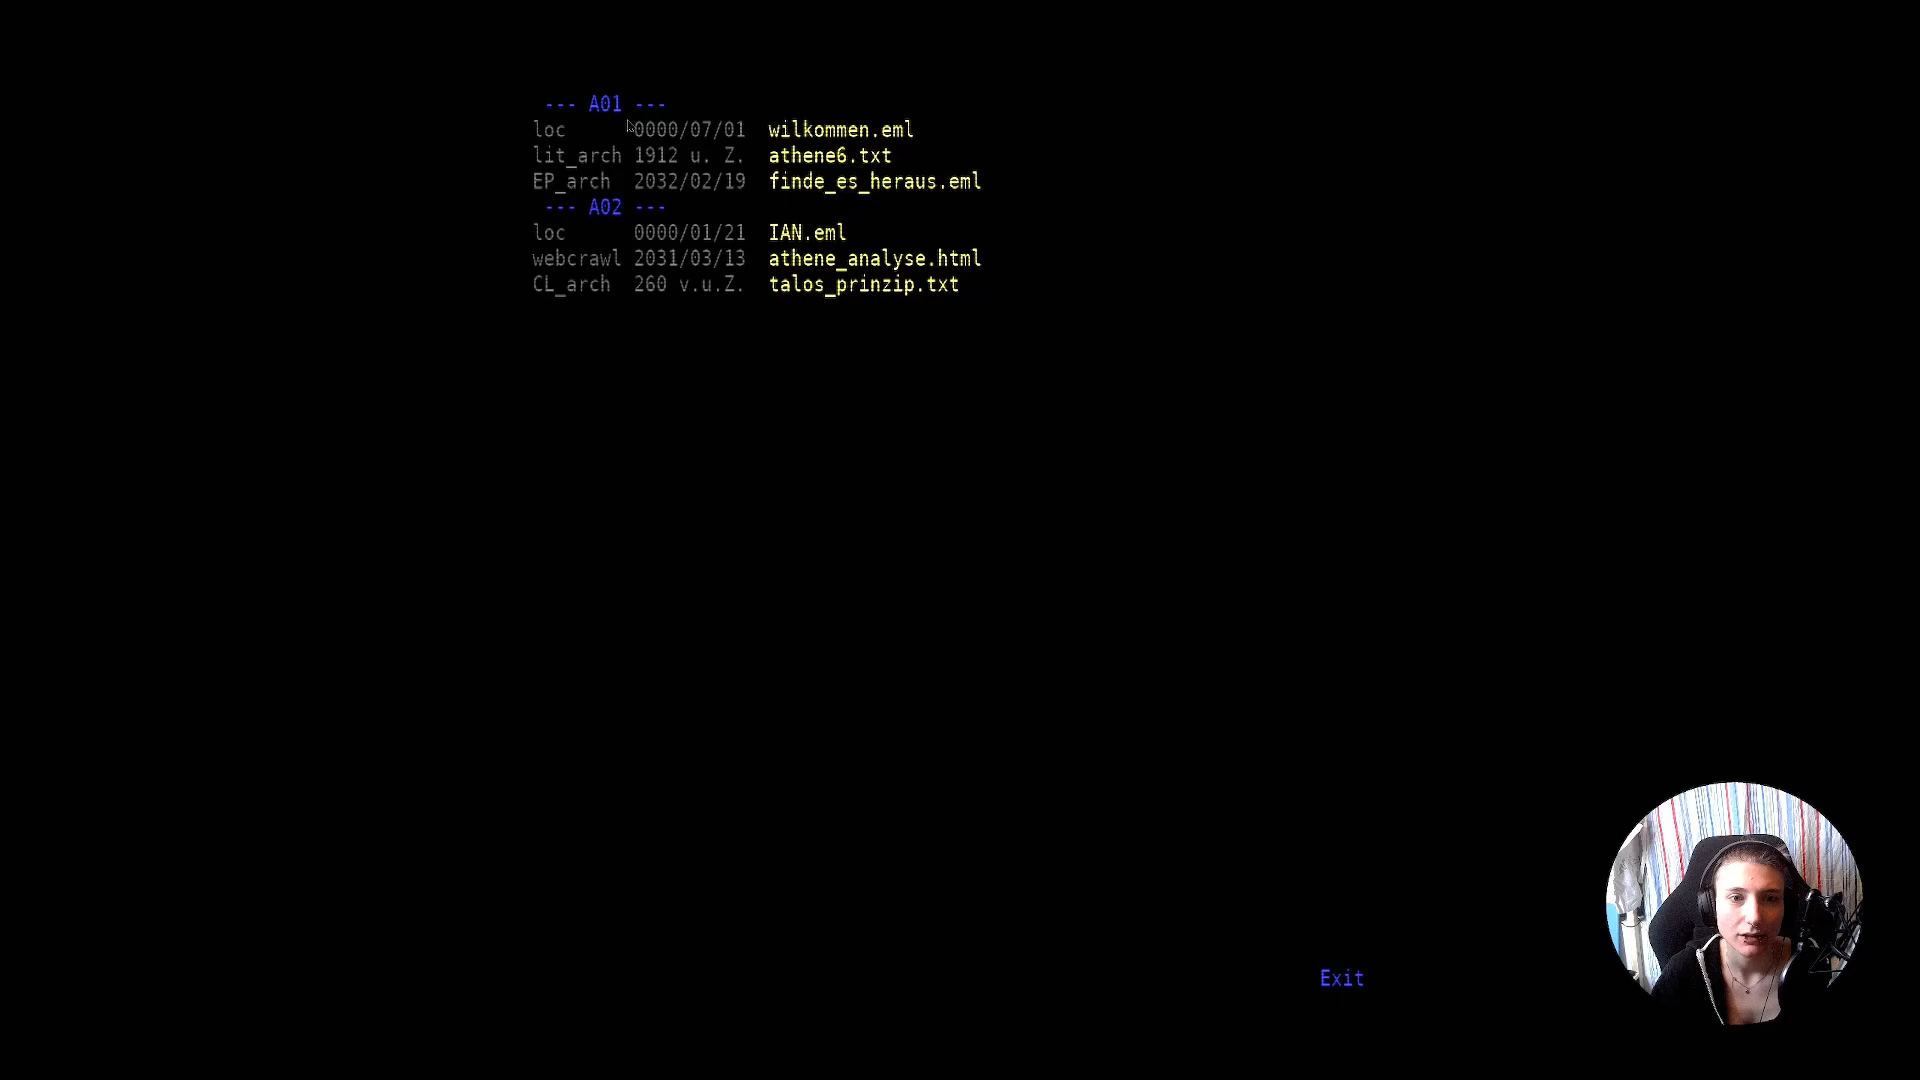 --- A01 ---
loc 0000/07/01 wilkommen.eml
lit_arch 1912 u. Z. athene6.txt
EP_arch 2032/02/19 finde_es_heraus.eml
--- A02 ---
loc 0000/01/21 IAN.eml
webcrawl 2031/03/13 athene_analyse.html
CL_arch 260 v.u.Z. talos_prinzip.txt
Exit